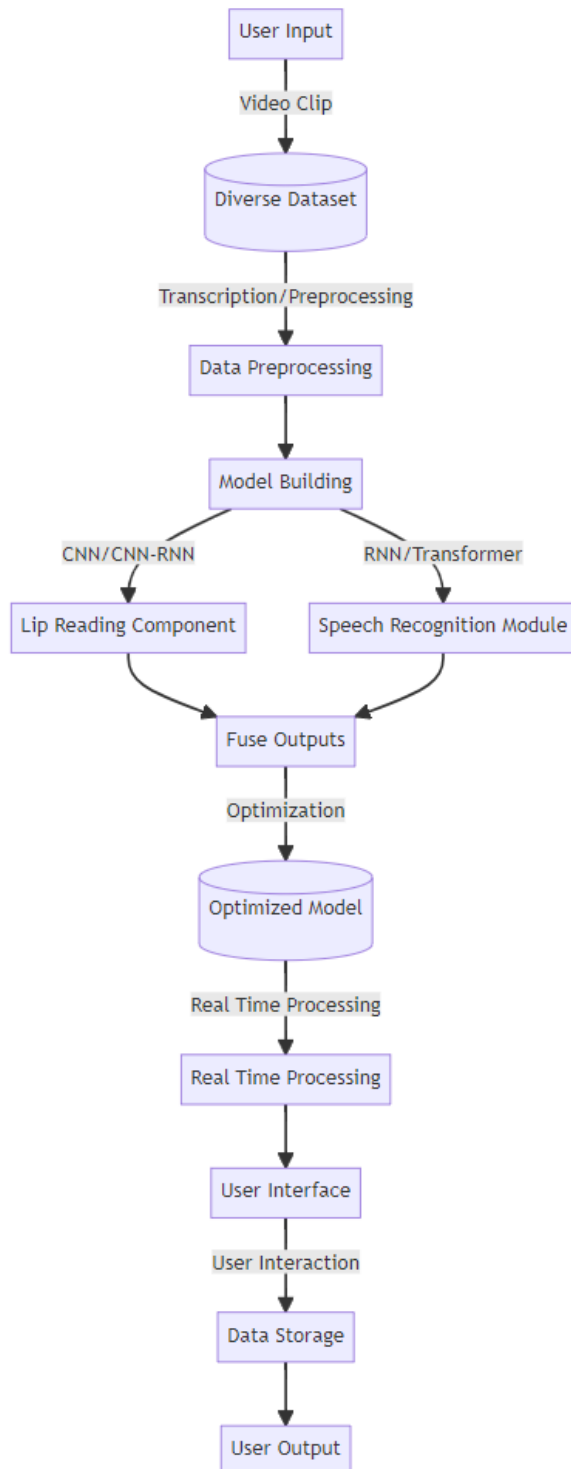 User Input
Video Clip
Diverse Dataset
Transcription/Preprocessing
Data Preprocessing
Model Building
CNN/CNN-RNN
RNN/Transformer
Lip Reading Component
Speech Recognition Module
Fuse Outputs
Optimization
Optimized Model
Real Time Processing
Real Time Processing
User Interface
User Interaction
Data Storage
User Output